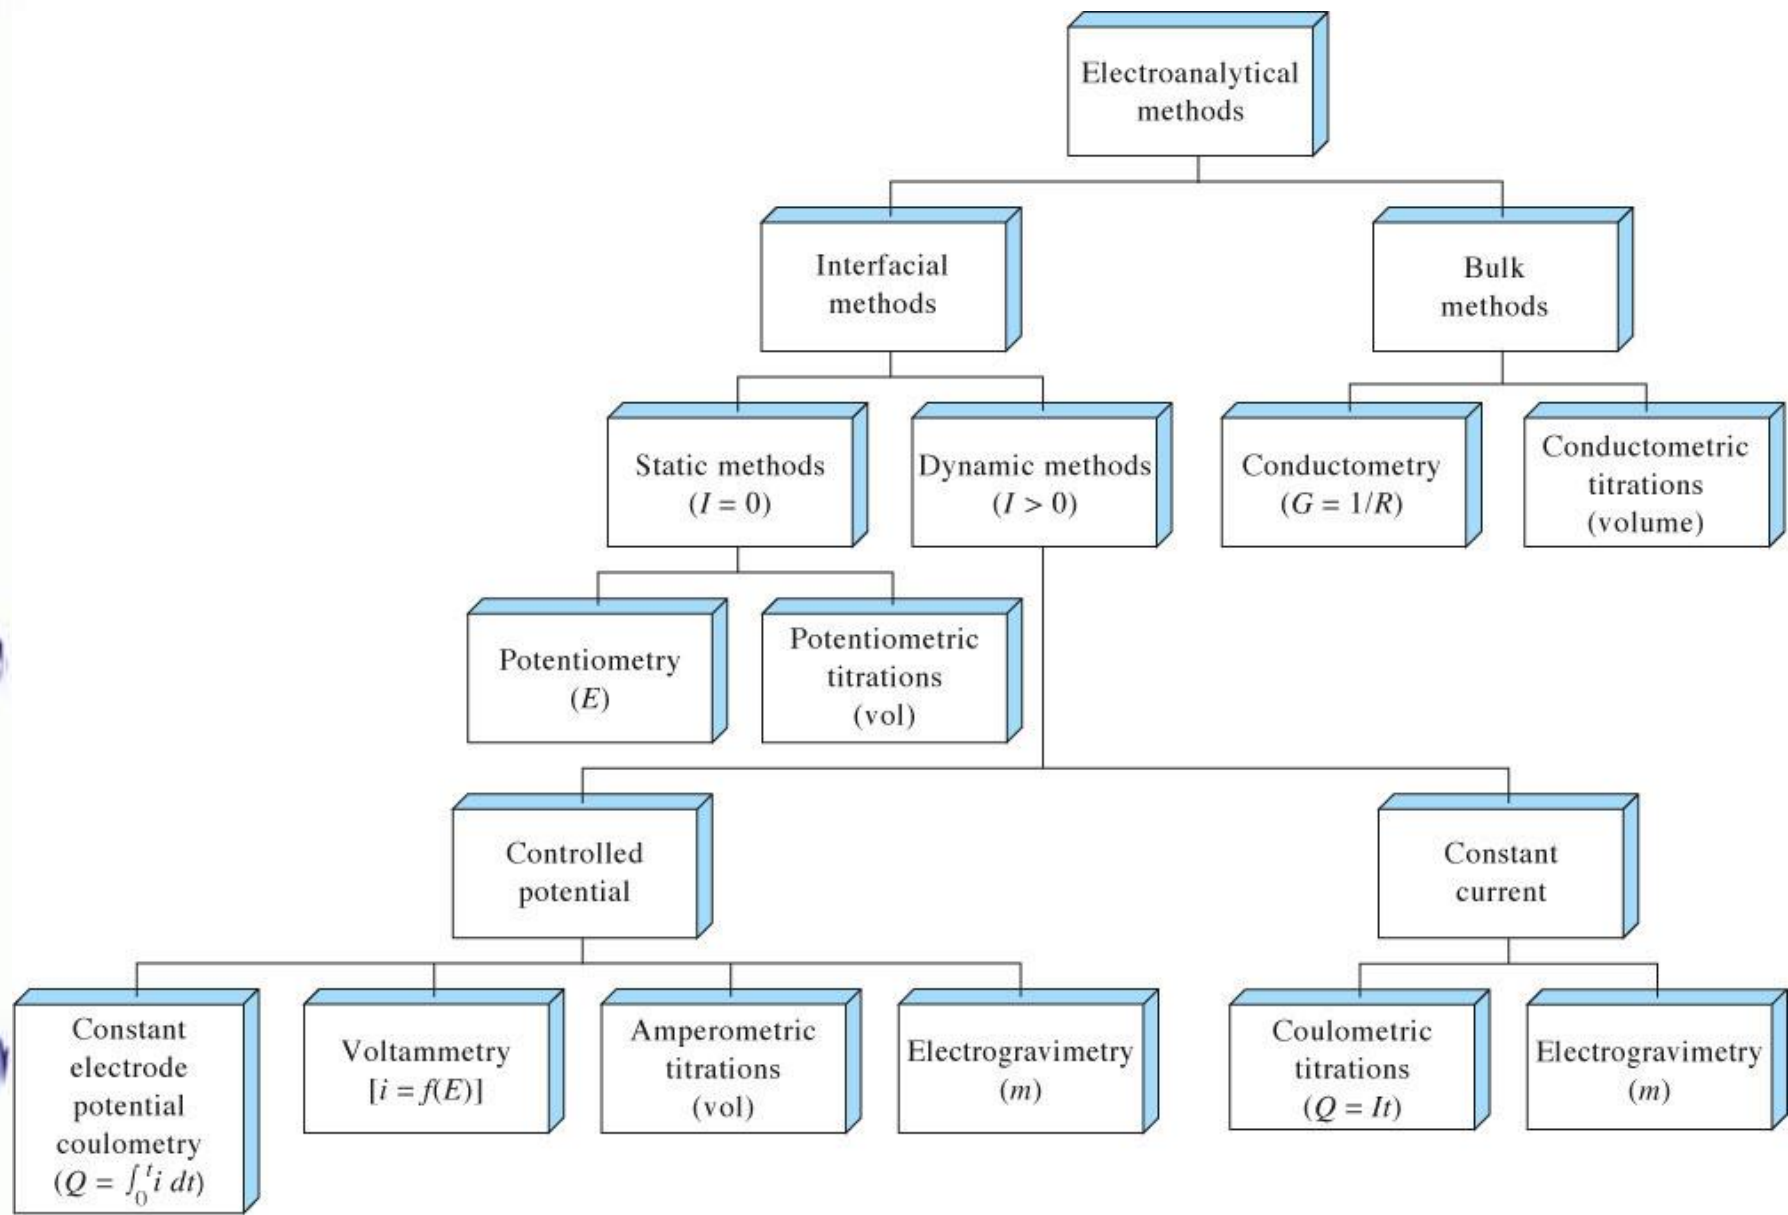 Electroanalytical
methods
Interfacial
methods
Bulk
methods
Static methods
(I = 0)
Dynamic methods
(I > 0)
Conductometry
(G = 1/R)
Conductometric
titrations
(volume)
Potentiometry
(E)
Potentiometric
titrations
(vol)
Controlled
potential
Constant
current
Constant
electrode
potential
coulometry
(Q = ∫₀ᵗ i dt)
Voltammetry
[i = f(E)]
Amperometric
titrations
(vol)
Electrogravimetry
(m)
Coulometric
titrations
(Q = It)
Electrogravimetry
(m)